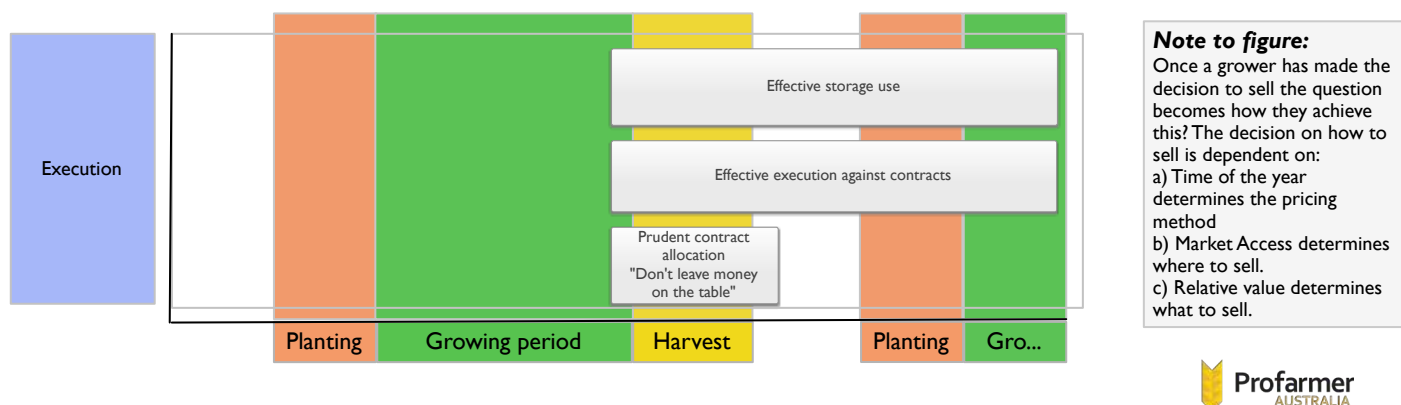 Execution
Effective storage use
Effective execution against contracts
Prudent contract
allocation
"Don't leave money
on the table"
Planting
Growing period
Harvest
Planting
Gro...
Note to figure:
Once a grower has made the
decision to sell the question
becomes how they achieve
this? The decision on how to
sell is dependent on:
a) Time of the year
determines the pricing
method
b) Market Access determines
where to sell.
c) Relative value determines
what to sell.
Profarmer
AUSTRALIA